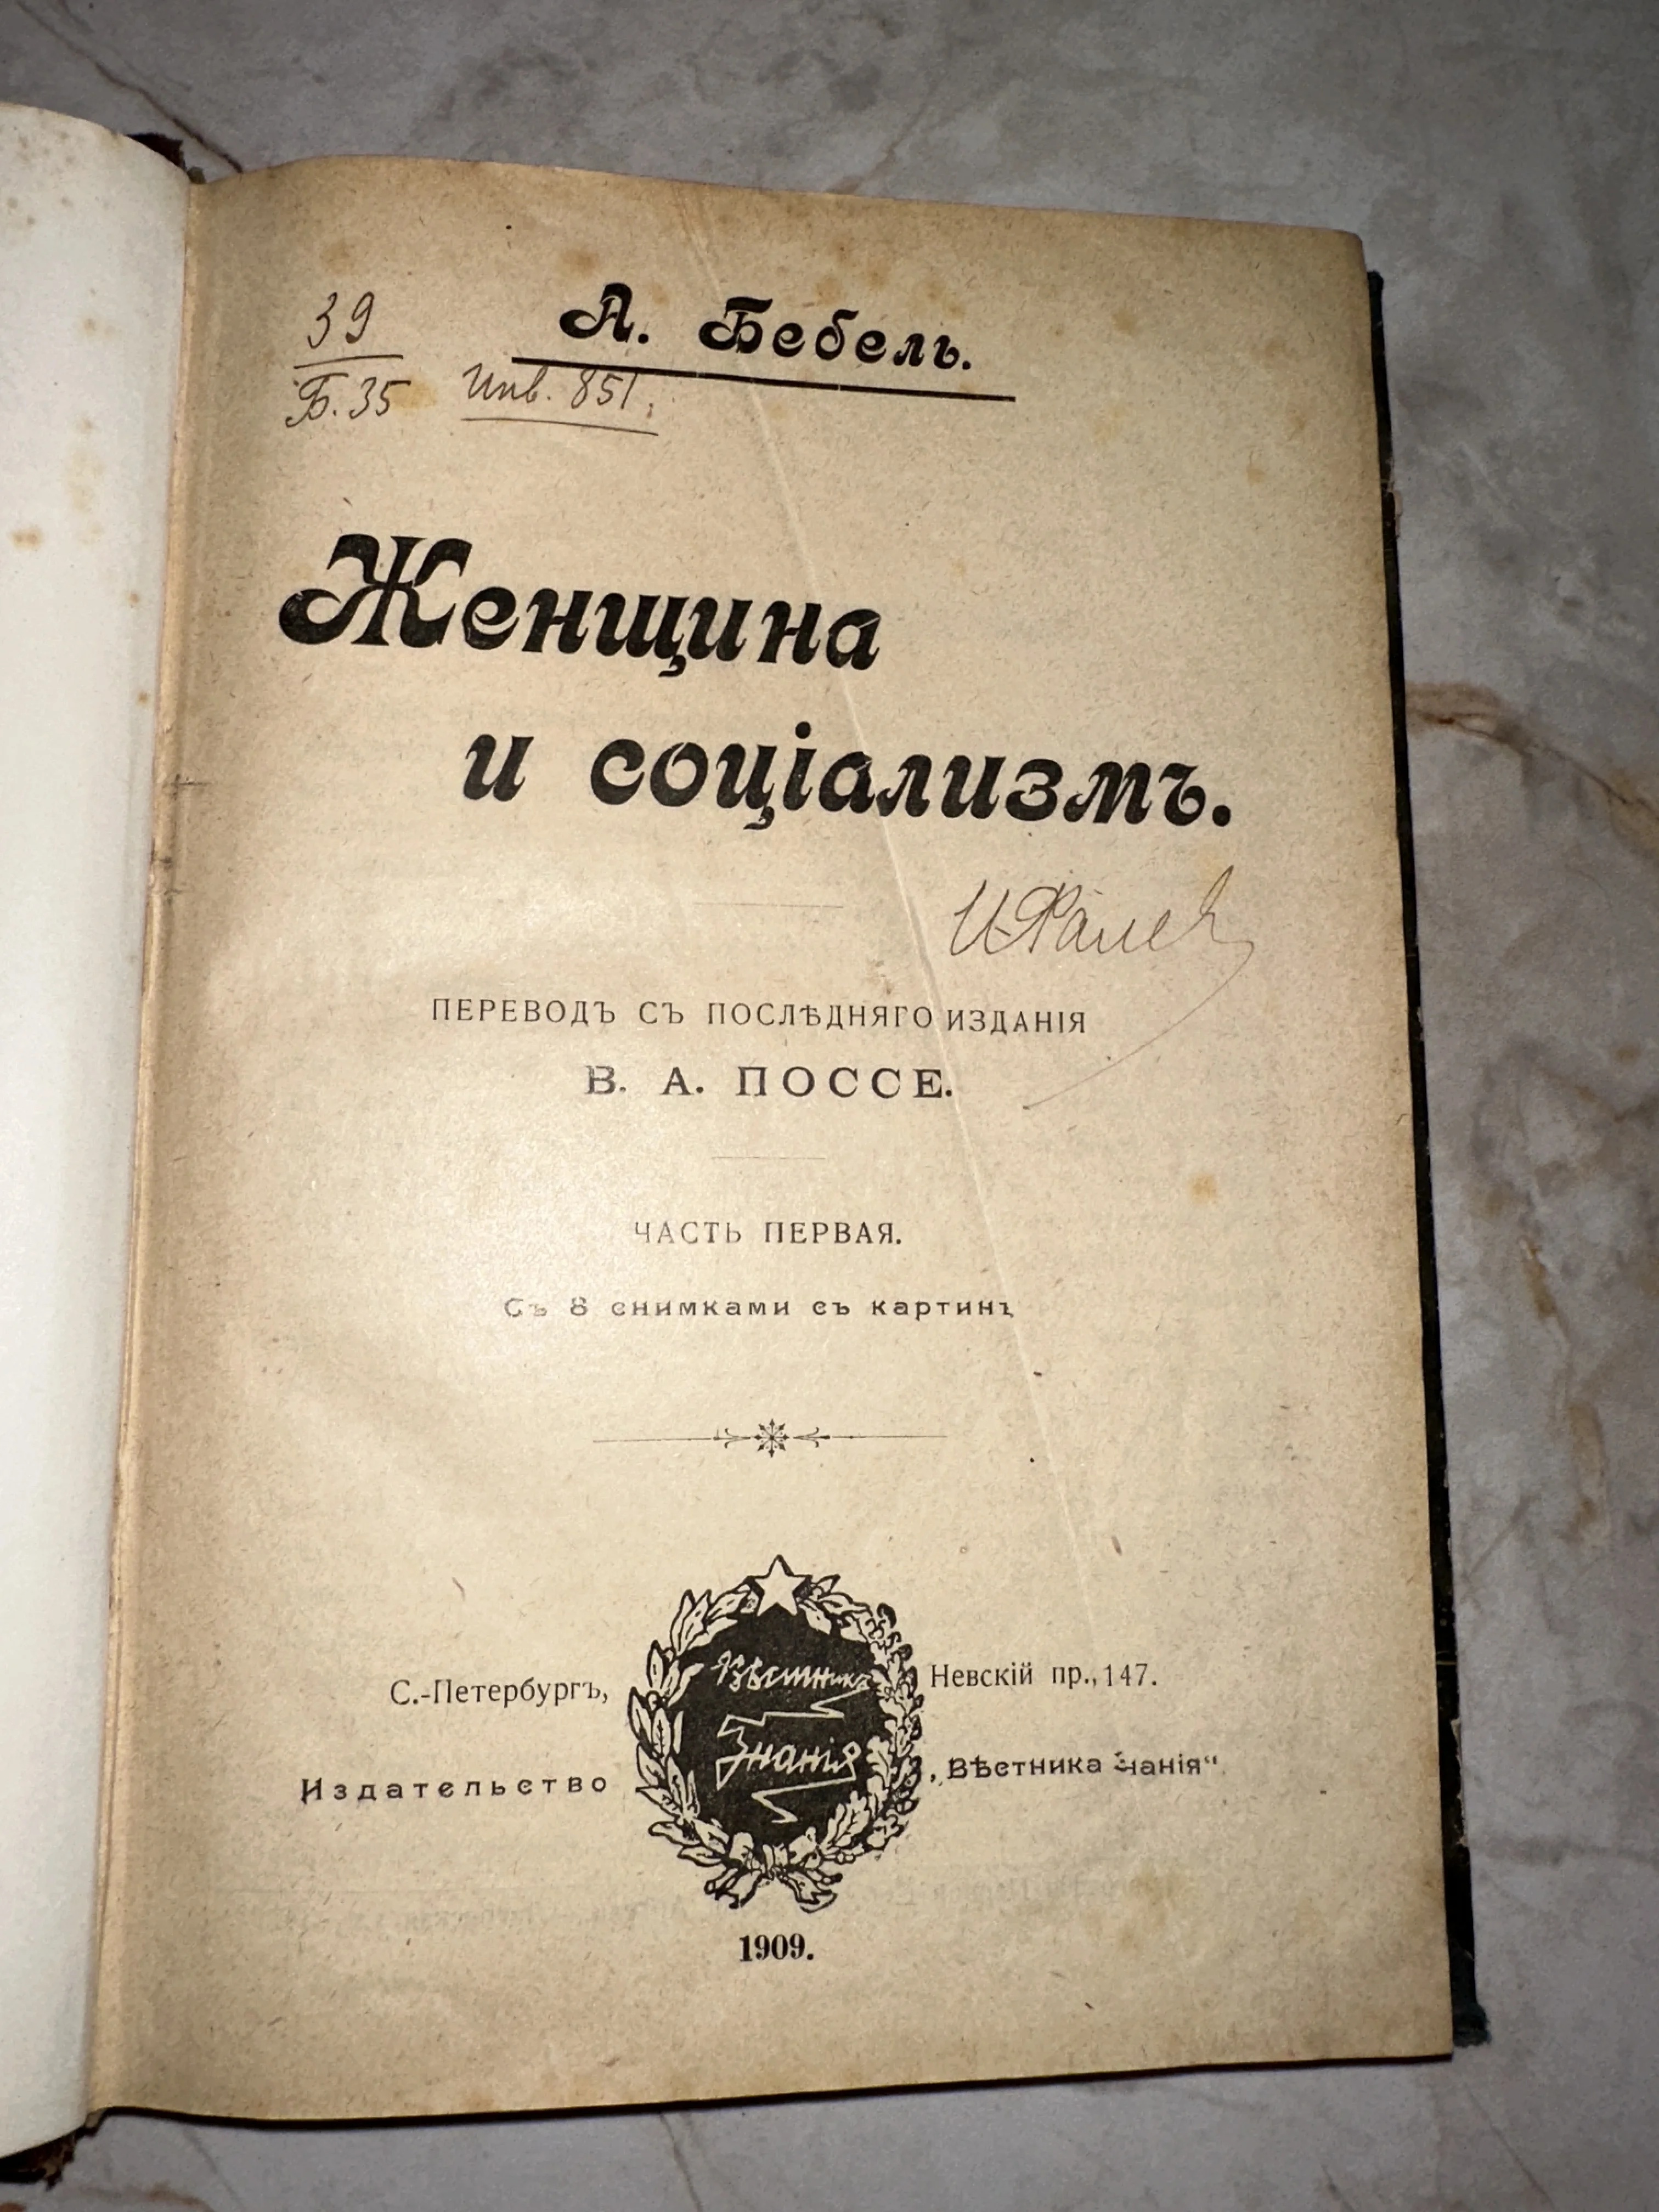 А. Бебель.
39
Б. 35
Инв. 851.
Женщина
и соціализмъ.
ПЕРЕВОДЪ СЪ ПОСЛѢДНЯГО ИЗДАНІЯ
В. А. ПОССЕ.
ЧАСТЬ ПЕРВАЯ.
Съ 8 снимками съ картинъ
Вѣстникъ
Знанія
С.-Петербургъ, Невскій пр., 147.
Издательство „Вѣстника Знанія“
1909.